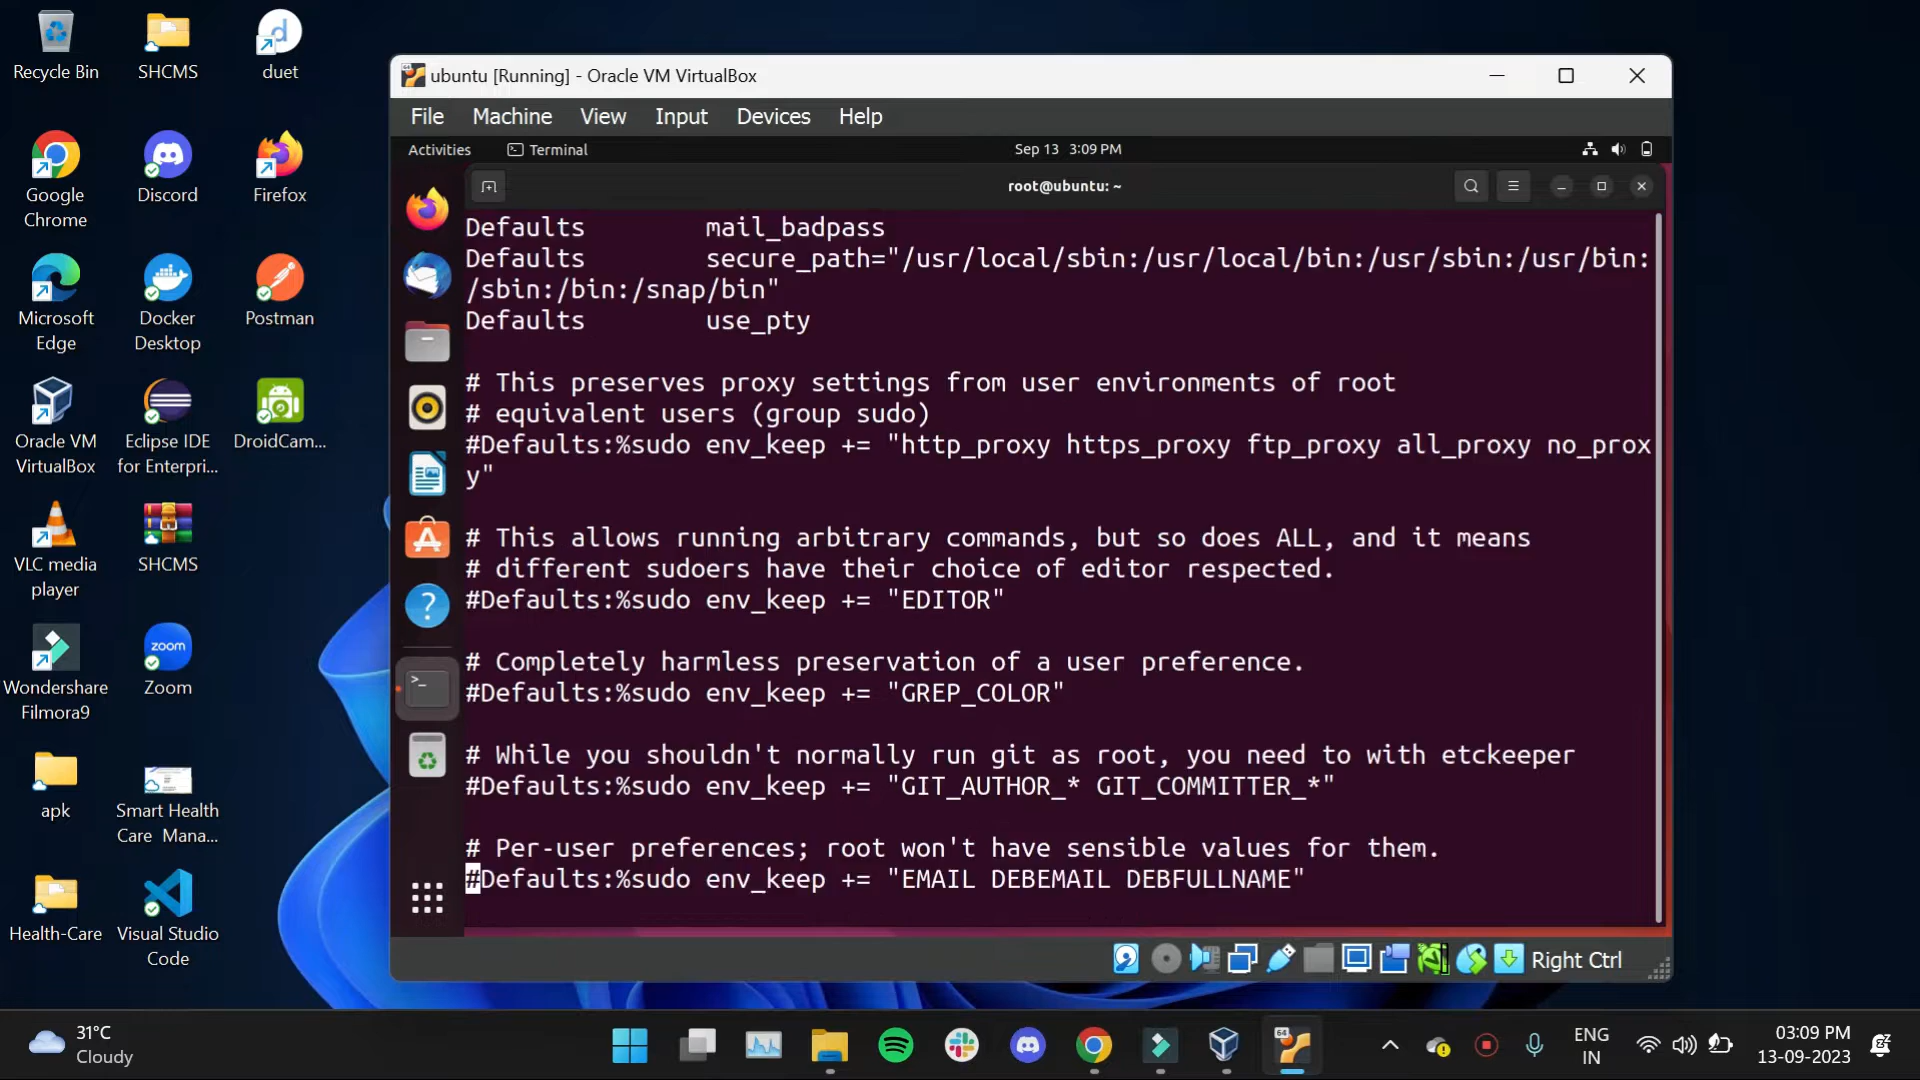 Recycle Bin
SHCMS
duet
Google
Chrome
Discord
Firefox
Microsoft
Edge
Docker
Desktop
Postman
Oracle VM
VirtualBox
Eclipse IDE
for Enterpri...
DroidCam...
VLC media
player
SHCMS
Wondershare
Filmora9
zoom
Zoom
apk
Smart Health
Care Mana...
Health-Care
Visual Studio
Code
ubuntu [Running] - Oracle VM VirtualBox
File Machine View Input Devices Help
Activities Terminal Sep 13 3:09 PM
root@ubuntu: ~
Defaults mail_badpass
Defaults secure_path="/usr/local/sbin:/usr/local/bin:/usr/sbin:/usr/bin:
/sbin:/bin:/snap/bin"
Defaults use_pty
# This preserves proxy settings from user environments of root
# equivalent users (group sudo)
#Defaults:%sudo env_keep += "http_proxy https_proxy ftp_proxy all_proxy no_prox
y"
# This allows running arbitrary commands, but so does ALL, and it means
# different sudoers have their choice of editor respected.
#Defaults:%sudo env_keep += "EDITOR"
# Completely harmless preservation of a user preference.
#Defaults:%sudo env_keep += "GREP_COLOR"
# While you shouldn't normally run git as root, you need to with etckeeper
#Defaults:%sudo env_keep += "GIT_AUTHOR_* GIT_COMMITTER_*"
# Per-user preferences; root won't have sensible values for them.
#Defaults:%sudo env_keep += "EMAIL DEBEMAIL DEBFULLNAME"
Right Ctrl
31°C
Cloudy
64
ENG
IN
03:09 PM
13-09-2023